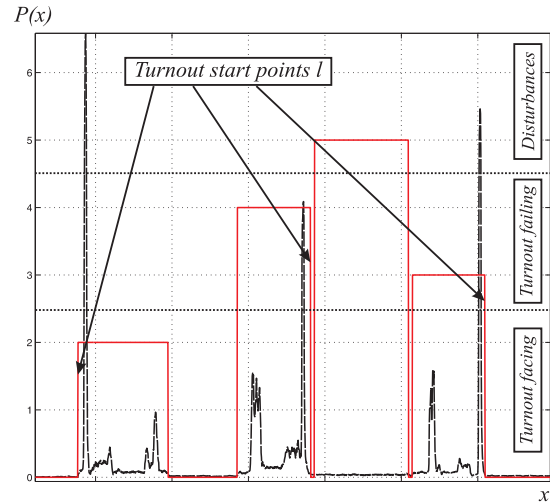 P(x)
Turnout start points l
Disturbances
Turnout failing
Turnout facing
6
5
4
3
2
1
0
x